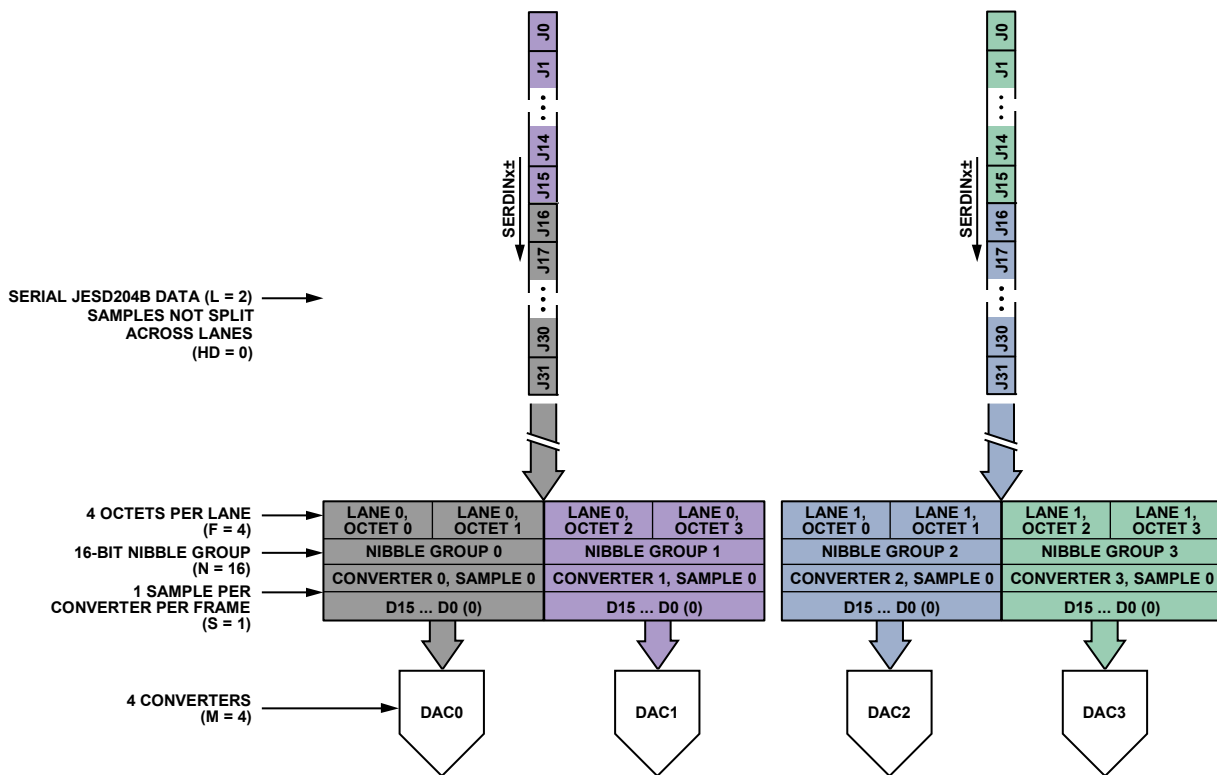 J0
J1
J14
J15
J16
J17
J30
J31
SERDINx±
J0
J1
J14
J15
J16
J17
J30
J31
SERDINx±
SERIAL JESD204B DATA (L = 2)
SAMPLES NOT SPLIT
ACROSS LANES
(HD = 0)
4 OCTETS PER LANE
(F = 4)
LANE 0,
OCTET 0
LANE 0,
OCTET 1
LANE 0,
OCTET 2
LANE 0,
OCTET 3
LANE 1,
OCTET 0
LANE 1,
OCTET 1
LANE 1,
OCTET 2
LANE 1,
OCTET 3
16-BIT NIBBLE GROUP
(N = 16)
NIBBLE GROUP 0
NIBBLE GROUP 1
NIBBLE GROUP 2
NIBBLE GROUP 3
1 SAMPLE PER
CONVERTER PER FRAME
(S = 1)
CONVERTER 0, SAMPLE 0
CONVERTER 1, SAMPLE 0
CONVERTER 2, SAMPLE 0
CONVERTER 3, SAMPLE 0
D15 ... D0 (0)
D15 ... D0 (0)
D15 ... D0 (0)
D15 ... D0 (0)
4 CONVERTERS
(M = 4)
DAC0
DAC1
DAC2
DAC3